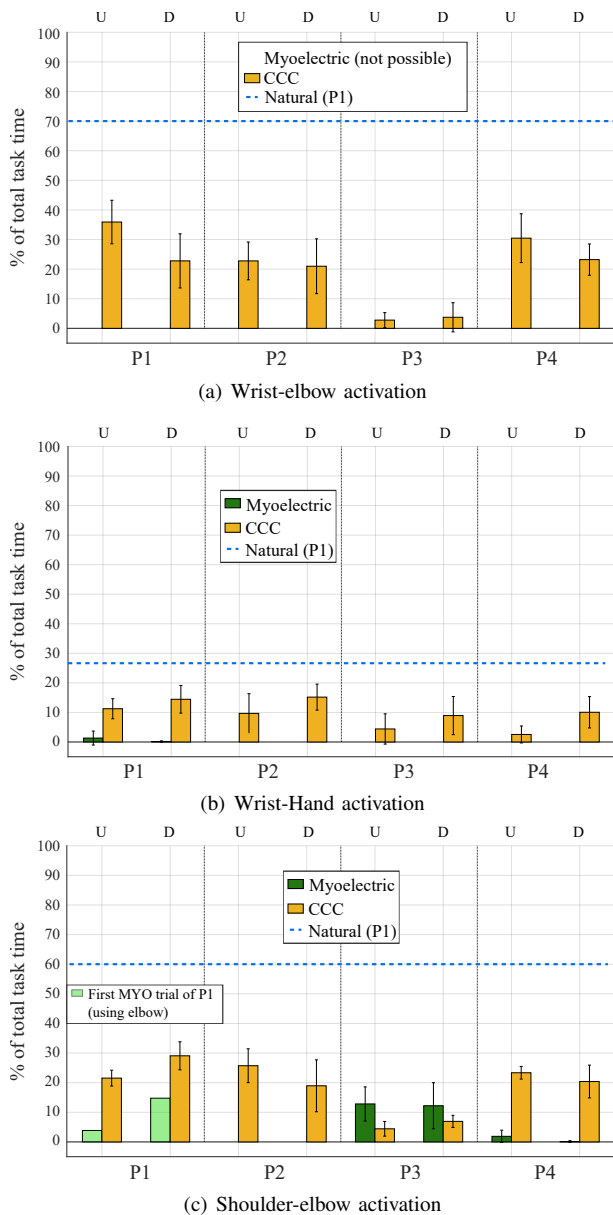 U D U D U D U D
100
90
80
70
60
50
40
30
20
10
0
% of total task time
Myoelectric (not possible)
CCC
Natural (P1)
P1 P2 P3 P4
(a) Wrist-elbow activation
U D U D U D U D
100
90
80
70
60
50
40
30
20
10
0
% of total task time
Myoelectric
CCC
Natural (P1)
P1 P2 P3 P4
(b) Wrist-Hand activation
U D U D U D U D
100
90
80
70
60
50
40
30
20
10
0
% of total task time
Myoelectric
CCC
Natural (P1)
First MYO trial of P1
(using elbow)
P1 P2 P3 P4
(c) Shoulder-elbow activation